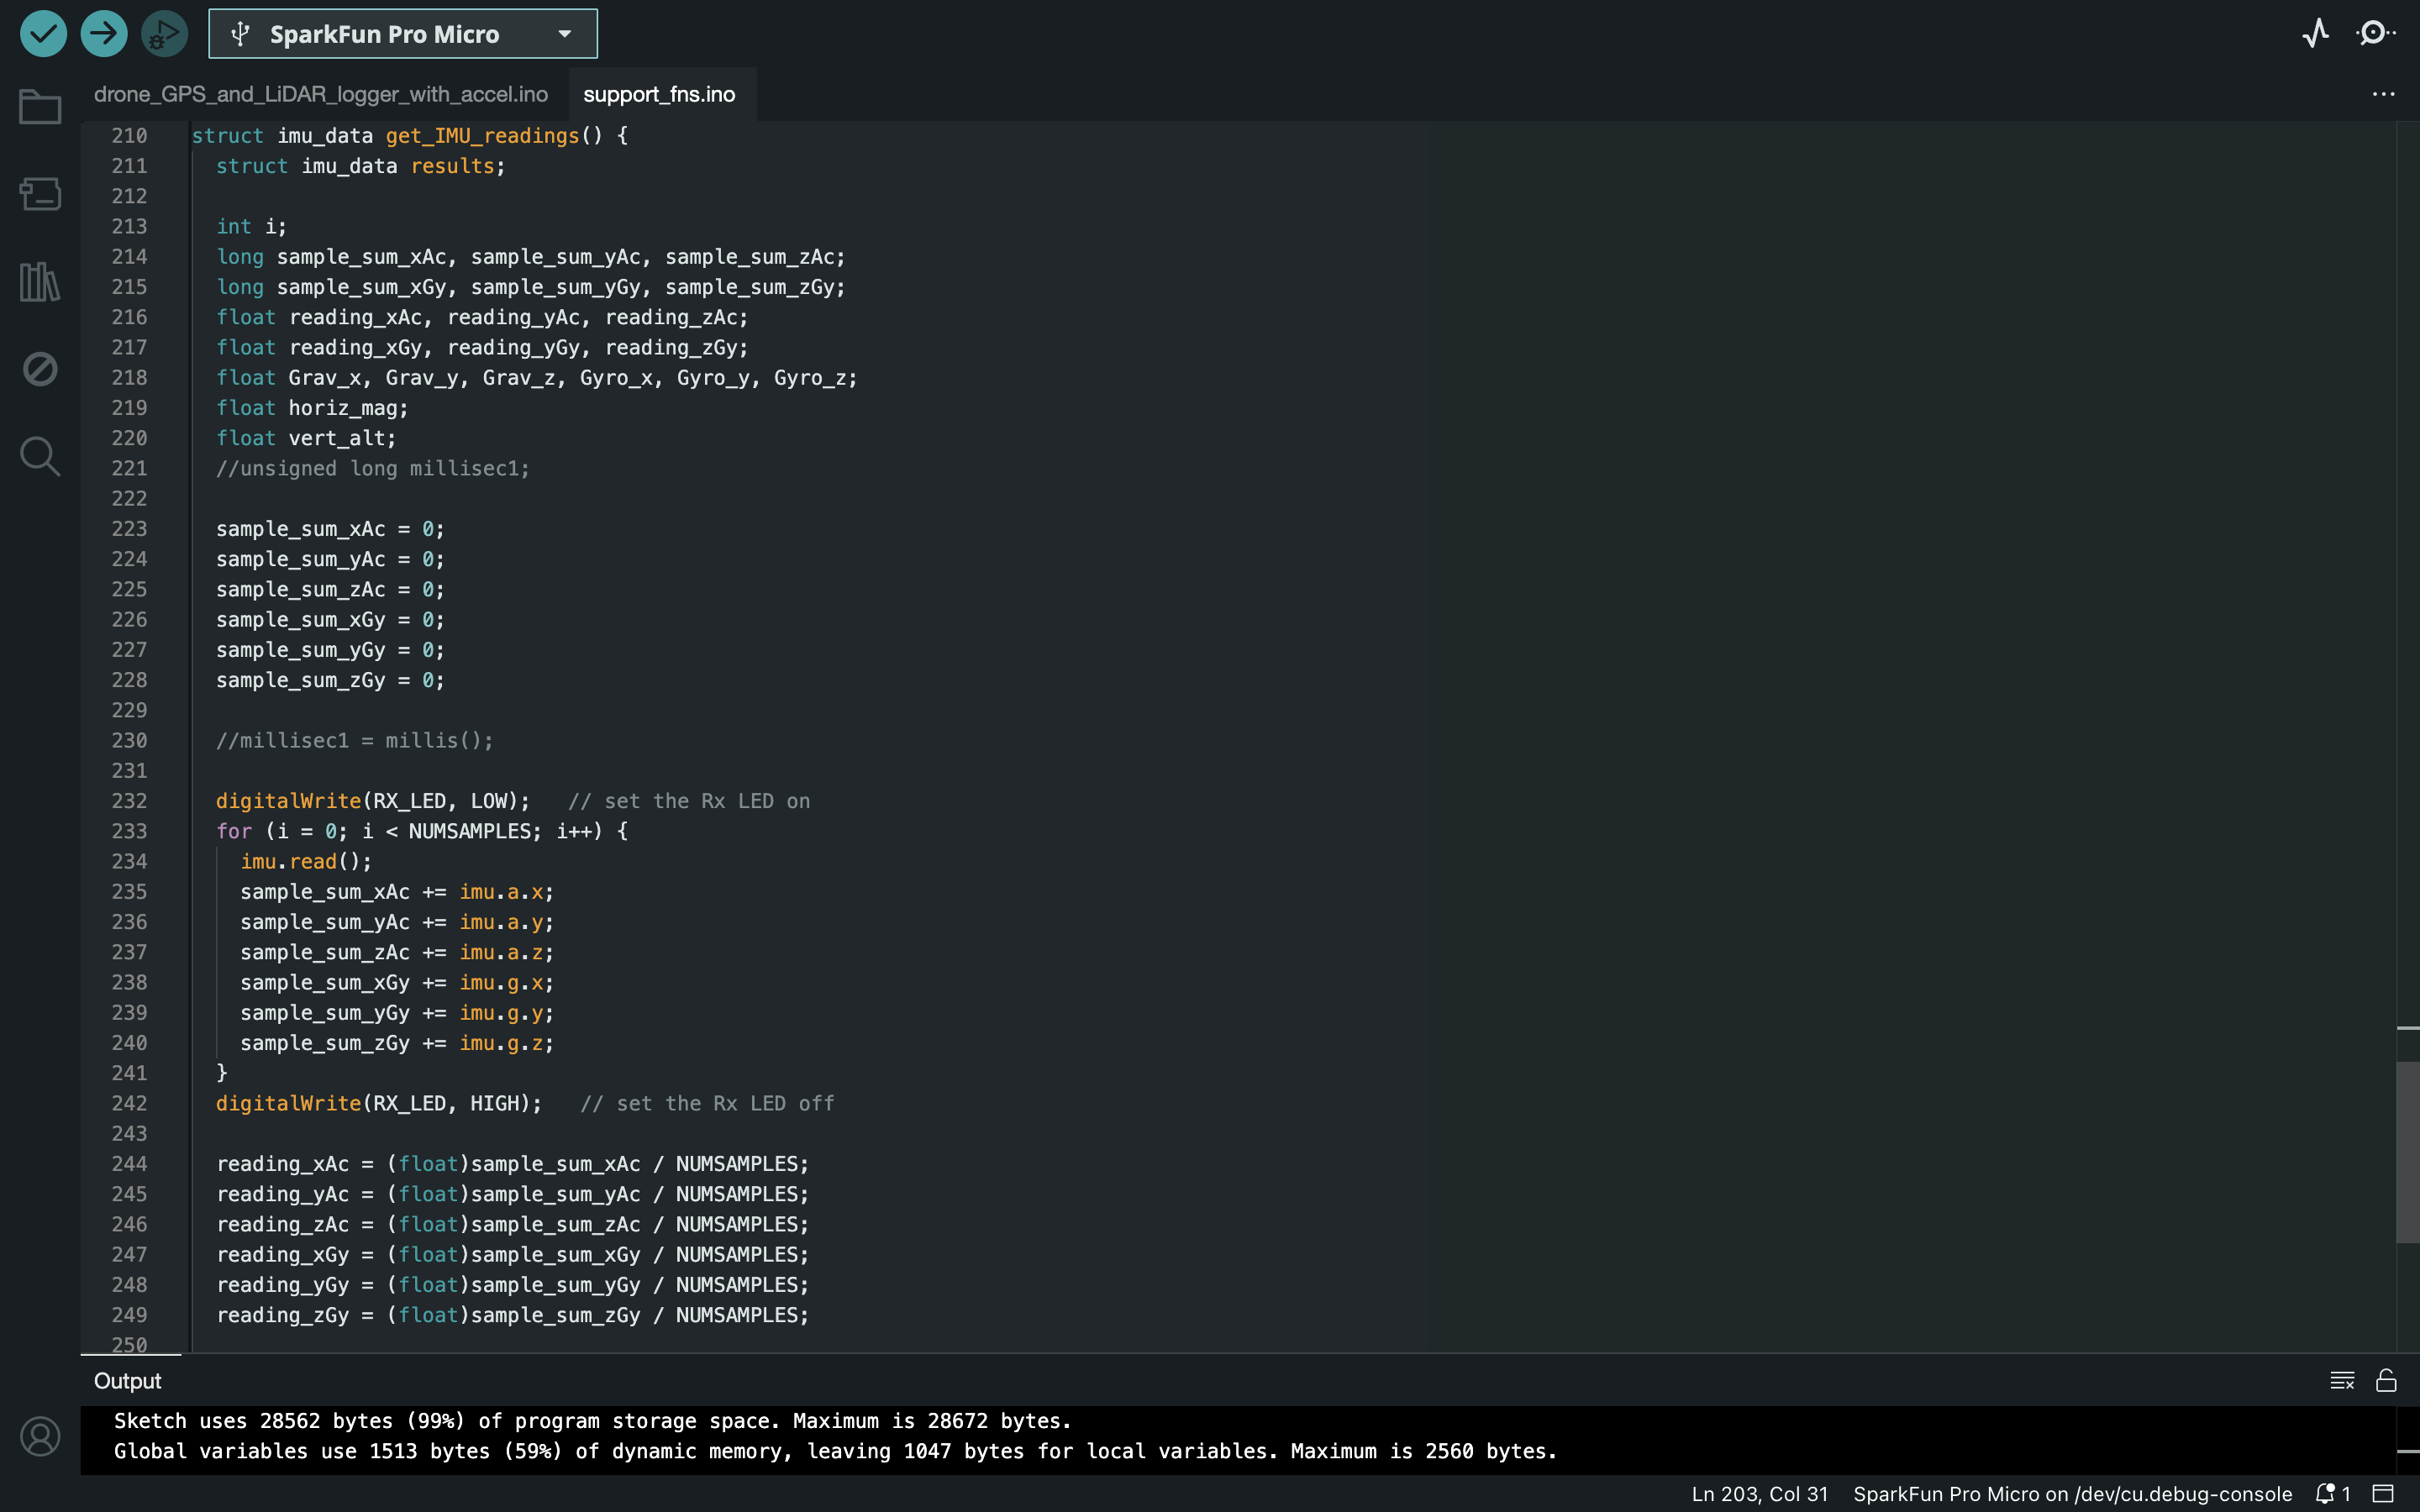 SparkFun Pro Micro
drone_GPS_and_LiDAR_logger_with_accel.ino
support_fns.ino
210 struct imu_data get_IMU_readings() {
211 struct imu_data results;
212
213 int i;
214 long sample_sum_xAc, sample_sum_yAc, sample_sum_zAc;
215 long sample_sum_xGy, sample_sum_yGy, sample_sum_zGy;
216 float reading_xAc, reading_yAc, reading_zAc;
217 float reading_xGy, reading_yGy, reading_zGy;
218 float Grav_x, Grav_y, Grav_z, Gyro_x, Gyro_y, Gyro_z;
219 float horiz_mag;
220 float vert_alt;
221 //unsigned long millisec1;
222
223 sample_sum_xAc = 0;
224 sample_sum_yAc = 0;
225 sample_sum_zAc = 0;
226 sample_sum_xGy = 0;
227 sample_sum_yGy = 0;
228 sample_sum_zGy = 0;
229
230 //millisec1 = millis();
231
232 digitalWrite(RX_LED, LOW);   // set the Rx LED on
233 for (i = 0; i < NUMSAMPLES; i++) {
234 imu.read();
235 sample_sum_xAc += imu.a.x;
236 sample_sum_yAc += imu.a.y;
237 sample_sum_zAc += imu.a.z;
238 sample_sum_xGy += imu.g.x;
239 sample_sum_yGy += imu.g.y;
240 sample_sum_zGy += imu.g.z;
241 }
242 digitalWrite(RX_LED, HIGH);   // set the Rx LED off
243
244 reading_xAc = (float)sample_sum_xAc / NUMSAMPLES;
245 reading_yAc = (float)sample_sum_yAc / NUMSAMPLES;
246 reading_zAc = (float)sample_sum_zAc / NUMSAMPLES;
247 reading_xGy = (float)sample_sum_xGy / NUMSAMPLES;
248 reading_yGy = (float)sample_sum_yGy / NUMSAMPLES;
249 reading_zGy = (float)sample_sum_zGy / NUMSAMPLES;
250
Output
Sketch uses 28562 bytes (99%) of program storage space. Maximum is 28672 bytes.
Global variables use 1513 bytes (59%) of dynamic memory, leaving 1047 bytes for local variables. Maximum is 2560 bytes.
Ln 203, Col 31 SparkFun Pro Micro on /dev/cu.debug-console 1